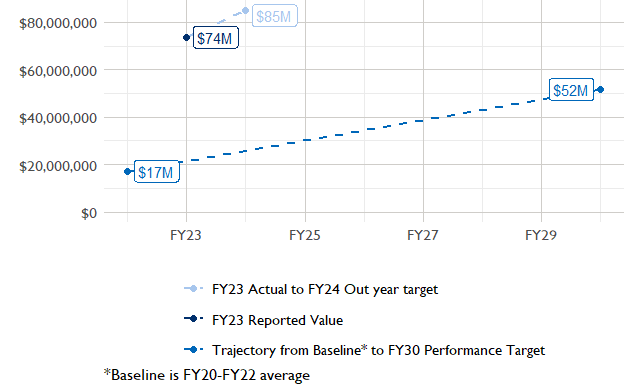 $80,000,000
$85M
$74M
$60,000,000
$52M
$40,000,000
$20,000,000
$17M
$0
FY23 FY25 FY27 FY29
FY23 Actual to FY24 Out year target
FY23 Reported Value
Trajectory from Baseline* to FY30 Performance Target
*Baseline is FY20-FY22 average